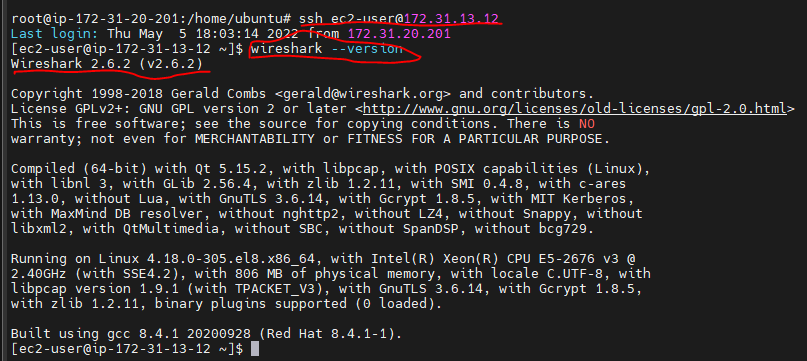 root@ip-172-31-20-201:/home/ubuntu# ssh ec2-user@172.31.13.12
Last login: Thu May  5 18:03:14 2022 from 172.31.20.201
[ec2-user@ip-172-31-13-12 ~]$ wireshark --version
Wireshark 2.6.2 (v2.6.2)
Copyright 1998-2018 Gerald Combs <gerald@wireshark.org> and contributors.
License GPLv2+: GNU GPL version 2 or later <http://www.gnu.org/licenses/old-licenses/gpl-2.0.html>
This is free software; see the source for copying conditions. There is NO
warranty; not even for MERCHANTABILITY or FITNESS FOR A PARTICULAR PURPOSE.
Compiled (64-bit) with Qt 5.15.2, with libpcap, with POSIX capabilities (Linux),
with libnl 3, with GLib 2.56.4, with zlib 1.2.11, with SMI 0.4.8, with c-ares
1.13.0, without Lua, with GnuTLS 3.6.14, with Gcrypt 1.8.5, with MIT Kerberos,
with MaxMind DB resolver, without nghttp2, without LZ4, without Snappy, without
libxml2, with QtMultimedia, without SBC, without SpanDSP, without bcg729.
Running on Linux 4.18.0-305.el8.x86_64, with Intel(R) Xeon(R) CPU E5-2676 v3 @
2.40GHz (with SSE4.2), with 806 MB of physical memory, with locale C.UTF-8, with
libpcap version 1.9.1 (with TPACKET_V3), with GnuTLS 3.6.14, with Gcrypt 1.8.5,
with zlib 1.2.11, binary plugins supported (0 loaded).
Built using gcc 8.4.1 20200928 (Red Hat 8.4.1-1).
[ec2-user@ip-172-31-13-12 ~]$